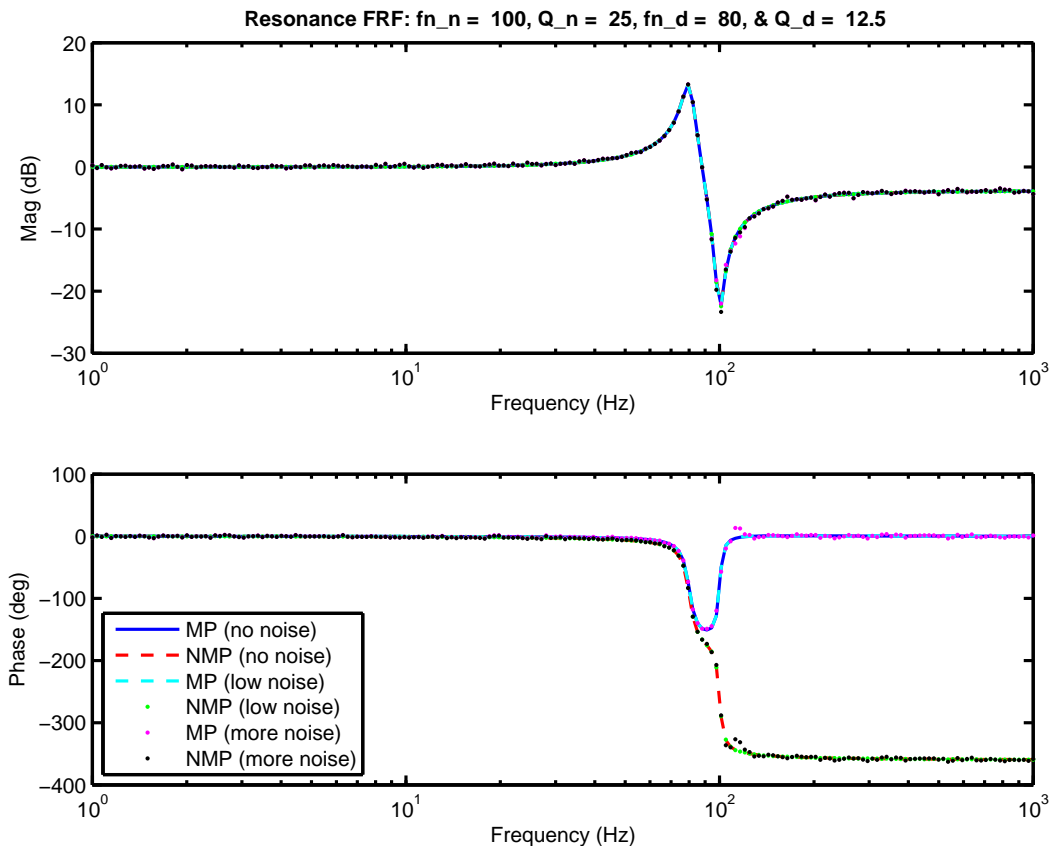 Resonance FRF: fn_n = 100, Q_n = 25, fn_d = 80, & Q_d = 12.5
20
10
0
−10
−20
−30
Mag (dB)
10^0 10^1 10^2 10^3
Frequency (Hz)
100
0
−100
−200
−300
−400
Phase (deg)
MP (no noise)
NMP (no noise)
MP (low noise)
NMP (low noise)
MP (more noise)
NMP (more noise)
10^0 10^1 10^2 10^3
Frequency (Hz)